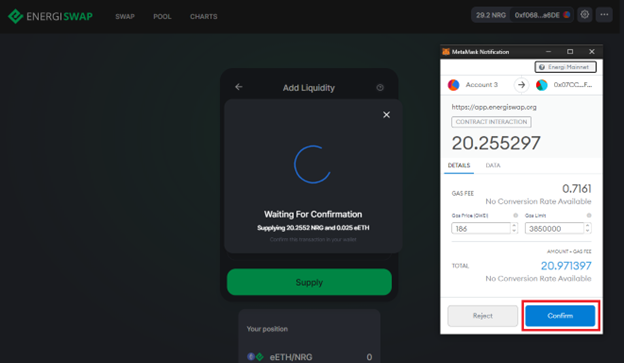 ENERGISWAP SWAP POOL CHARTS 29.2 NRG 0xf068...a6DE
Add Liquidity
Waiting For Confirmation
Supplying 20.2552 NRG and 0.025 eETH
Confirm this transaction in your wallet
Supply
Your position
eETH/NRG 0
MetaMask Notification
Energi Mainnet
Account 3 0x07CC...F...
https://app.energiswap.org
CONTRACT INTERACTION
20.255297
DETAILS DATA
GAS FEE 0.7161
No Conversion Rate Available
Gas Price (GWEI) Gas Limit
186 3850000
AMOUNT + GAS FEE
TOTAL 20.971397
No Conversion Rate Available
Reject Confirm